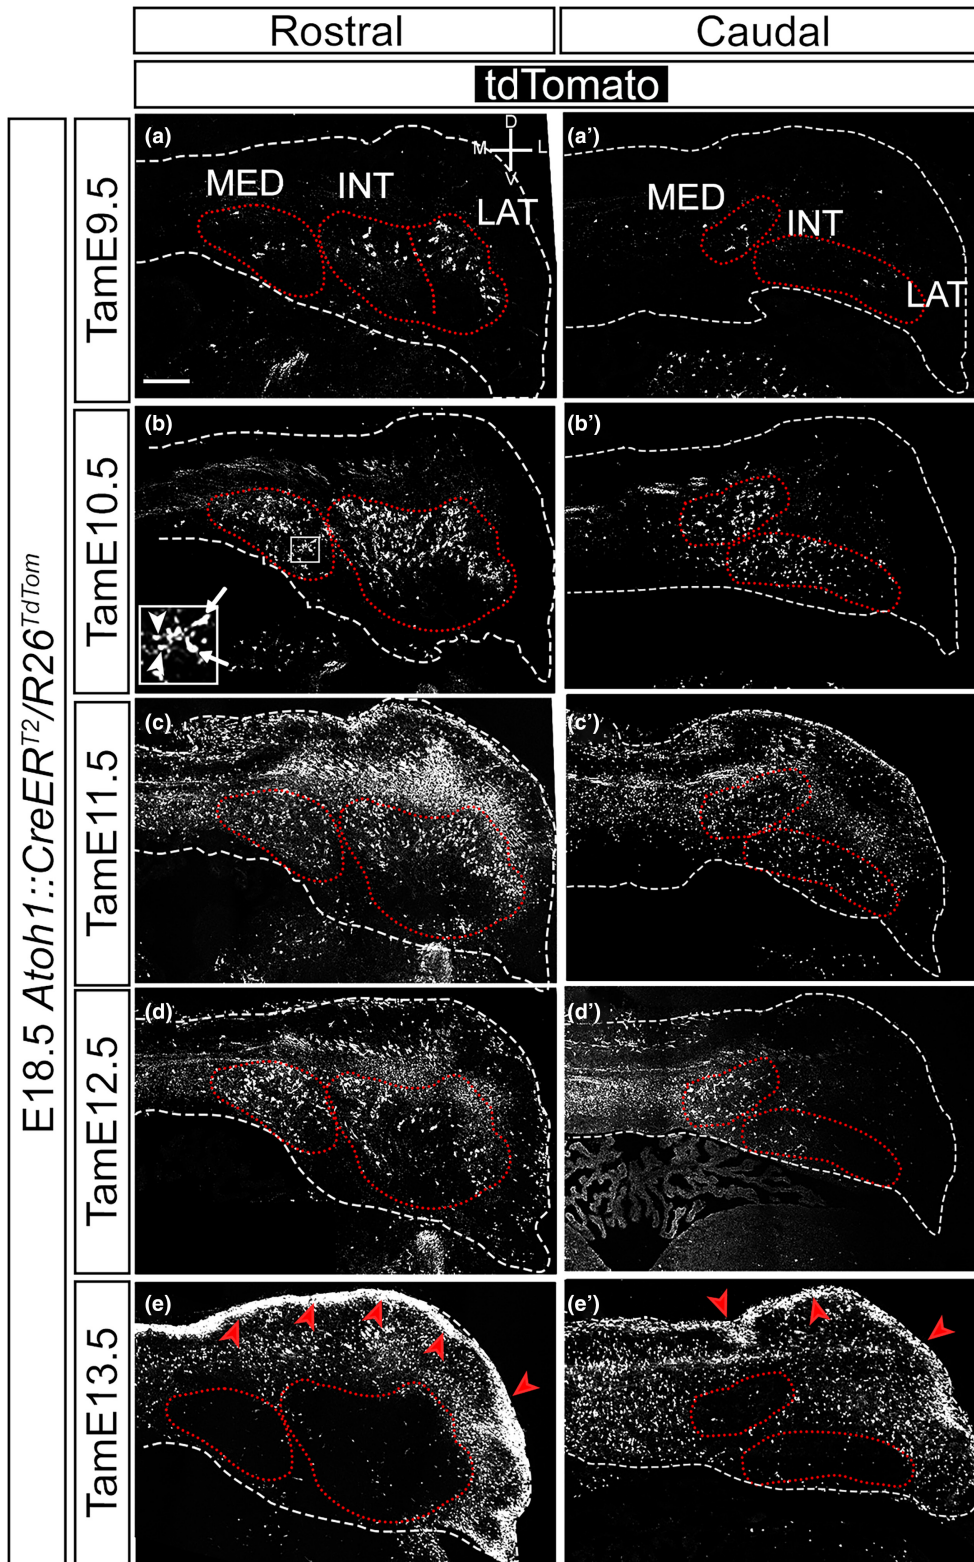 Rostral
Caudal
tdTomato
E18.5 Atoh1::CreER^T2/R26^TdTom
TamE9.5
(a)
D
M L
V
MED INT
LAT
(a')
MED
INT
LAT
TamE10.5
(b)
(b')
TamE11.5
(c)
(c')
TamE12.5
(d)
(d')
TamE13.5
(e)
(e')